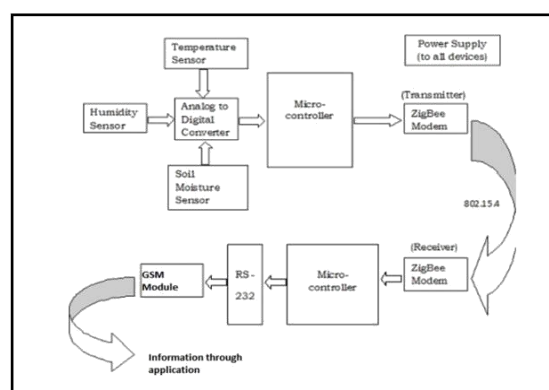 Temperature
Sensor
Power Supply
(to all devices)
Humidity
Sensor
Analog to
Digital
Converter
Micro-
controller
(Transmitter)
ZigBee
Modem
Soil
Moisture
Sensor
802.15.4
(Receiver)
ZigBee
Modem
Micro-
controller
RS -
232
GSM
Module
Information through
application